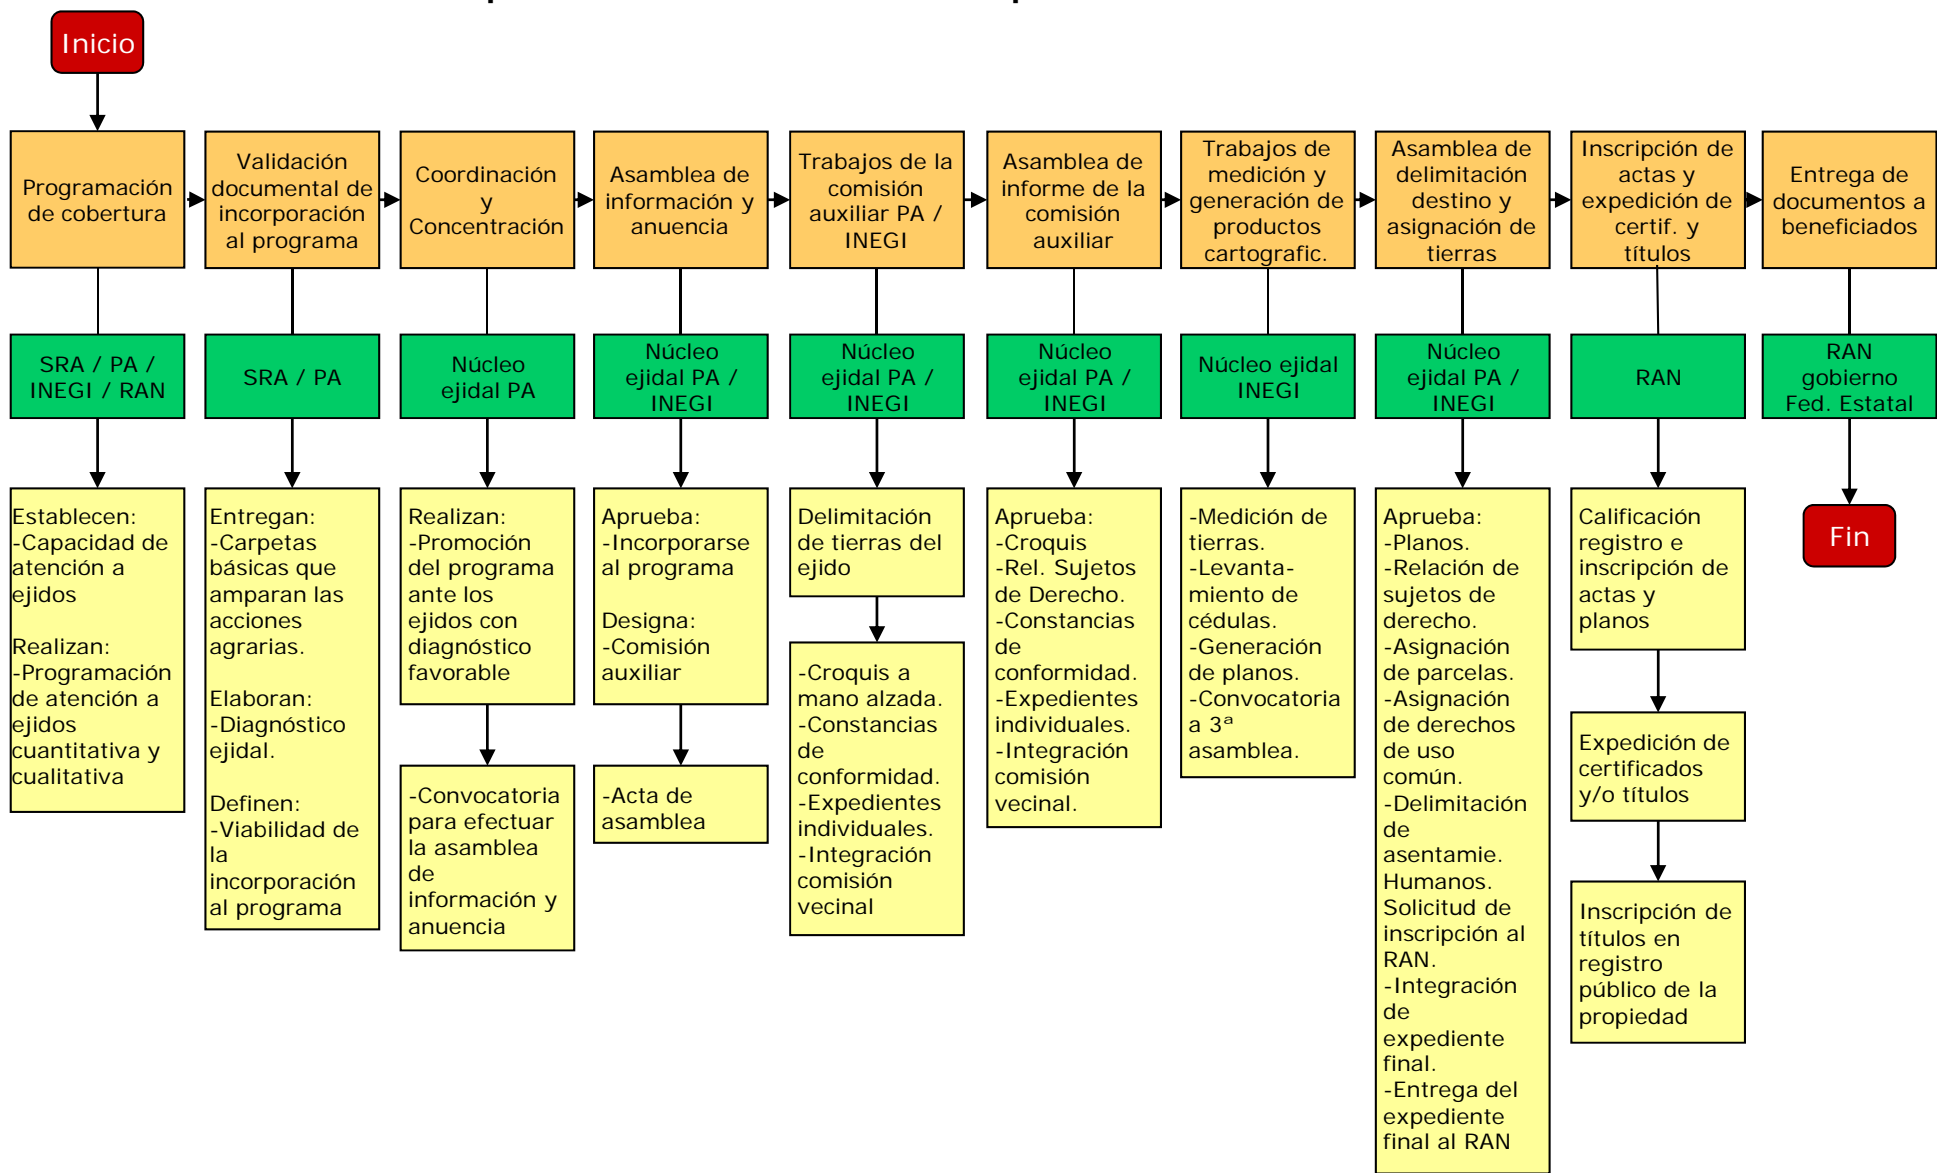 Inicio
Programación
de cobertura
Validación
documental de
incorporación
al programa
Coordinación
y
Concentración
Asamblea de
información y
anuencia
Trabajos de la
comisión
auxiliar PA /
INEGI
Asamblea de
informe de la
comisión
auxiliar
Trabajos de
medición y
generación de
productos
cartografic.
Asamblea de
delimitación
destino y
asignación de
tierras
Inscripción de
actas y
expedición de
certif. y
títulos
Entrega de
documentos a
beneficiados
SRA / PA /
INEGI / RAN
SRA / PA
Núcleo
ejidal PA
Núcleo
ejidal PA /
INEGI
Núcleo
ejidal PA /
INEGI
Núcleo
ejidal PA /
INEGI
Núcleo ejidal
INEGI
Núcleo
ejidal PA /
INEGI
RAN
RAN
gobierno
Fed. Estatal
Establecen:
-Capacidad de
atención a
ejidos
Realizan:
-Programación
de atención a
ejidos
cuantitativa y
cualitativa
Entregan:
-Carpetas
básicas que
amparan las
acciones
agrarias.
Elaboran:
-Diagnóstico
ejidal.
Definen:
-Viabilidad de
la
incorporación
al programa
Realizan:
-Promoción
del programa
ante los
ejidos con
diagnóstico
favorable
-Convocatoria
para efectuar
la asamblea
de
información y
anuencia
Aprueba:
-Incorporarse
al programa
Designa:
-Comisión
auxiliar
-Acta de
asamblea
Delimitación
de tierras del
ejido
-Croquis a
mano alzada.
-Constancias
de
conformidad.
-Expedientes
individuales.
-Integración
comisión
vecinal
Aprueba:
-Croquis
-Rel. Sujetos
de Derecho.
-Constancias
de
conformidad.
-Expedientes
individuales.
-Integración
comisión
vecinal.
-Medición de
tierras.
-Levanta-
miento de
cédulas.
-Generación
de planos.
-Convocatoria
a 3ª
asamblea.
Aprueba:
-Planos.
-Relación de
sujetos de
derecho.
-Asignación
de parcelas.
-Asignación
de derechos
de uso
común.
-Delimitación
de
asentamie.
Humanos.
Solicitud de
inscripción al
RAN.
-Integración
de
expediente
final.
-Entrega del
expediente
final al RAN
Calificación
registro e
inscripción de
actas y
planos
Expedición de
certificados
y/o títulos
Inscripción de
títulos en
registro
público de la
propiedad
Fin